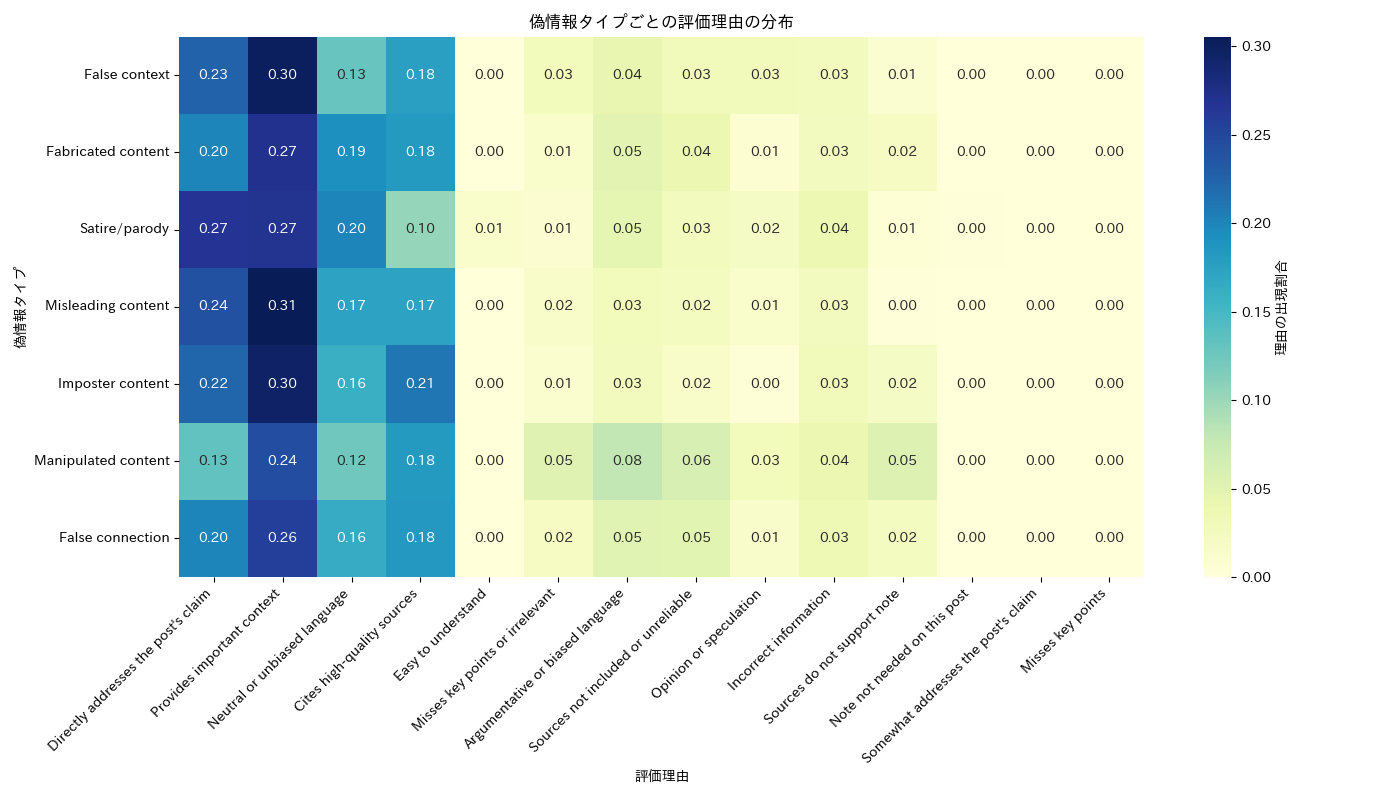 偽情報タイプごとの評価理由の分布
False context 0.23 0.30 0.13 0.18 0.00 0.03 0.04 0.03 0.03 0.03 0.01 0.00 0.00 0.00
Fabricated content 0.20 0.27 0.19 0.18 0.00 0.01 0.05 0.04 0.01 0.03 0.02 0.00 0.00 0.00
Satire/parody 0.27 0.27 0.20 0.10 0.01 0.01 0.05 0.03 0.02 0.04 0.01 0.00 0.00 0.00
Misleading content 0.24 0.31 0.17 0.17 0.00 0.02 0.03 0.02 0.01 0.03 0.00 0.00 0.00 0.00
Imposter content 0.22 0.30 0.16 0.21 0.00 0.01 0.03 0.02 0.00 0.03 0.02 0.00 0.00 0.00
Manipulated content 0.13 0.24 0.12 0.18 0.00 0.05 0.08 0.06 0.03 0.04 0.05 0.00 0.00 0.00
False connection 0.20 0.26 0.16 0.18 0.00 0.02 0.05 0.05 0.01 0.03 0.02 0.00 0.00 0.00
偽情報タイプ
Directly addresses the post's claim
Provides important context
Neutral or unbiased language
Cites high-quality sources
Easy to understand
Misses key points or irrelevant
Argumentative or biased language
Sources not included or unreliable
Opinion or speculation
Incorrect information
Sources do not support note
Note not needed on this post
Somewhat addresses the post's claim
Misses key points
評価理由
0.30
0.25
0.20
0.15
0.10
0.05
0.00
理由の出現割合